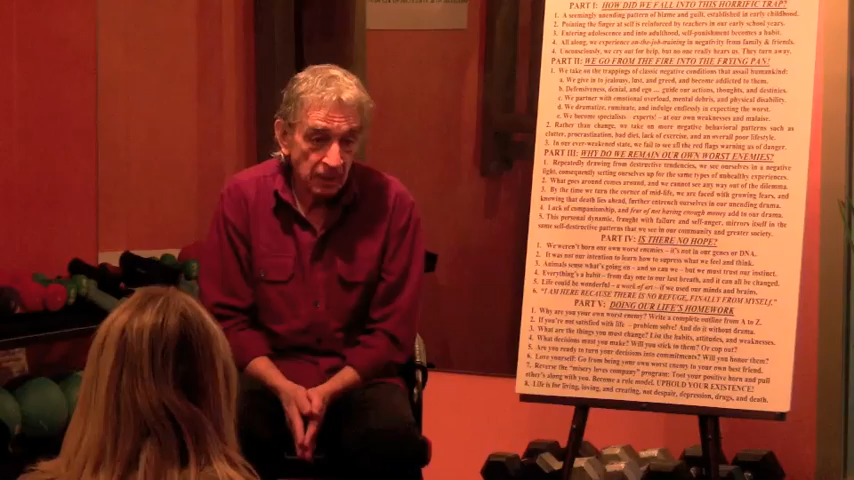 PART I: HOW DID WE FALL INTO THIS HORRIFIC TRAP?
1. A seemingly unending pattern of blame and guilt, established in early childhood.
2. Pointing the finger at self is reinforced by teachers in our early school years.
3. Entering adolescence and into adulthood, self-punishment becomes a habit.
4. All along, we experience on-the-job-training in negativity from family & friends.
5. Unconsciously, we cry out for help, but no one really hears us. They turn away.
PART II: WE GO FROM THE FIRE INTO THE FRYING PAN!
1. We take on the trappings of classic negative conditions that assail humankind:
a. We give in to jealousy, lust, and greed, and become addicted to them.
b. Defensiveness, denial, and ego .... guide our actions, thoughts, and destinies.
c. We partner with emotional overload, mental debris, and physical disability.
d. We dramatize, ruminate, and indulge endlessly in expecting the worst.
e. We become specialists - experts! - at our own weaknesses and malaise.
2. Rather than change, we take on more negative behavioral patterns such as
clutter, procrastination, bad diet, lack of exercise, and an overall poor lifestyle.
3. In our ever-weakened state, we fail to see all the red flags warning us of danger.
PART III: WHY DO WE REMAIN OUR OWN WORST ENEMIES?
1. Repeatedly drawing from destructive tendencies, we see ourselves in a negative
light, consequently setting ourselves up for the same types of unhealthy experiences.
2. What goes around comes around, and we cannot see any way out of the dilemma.
3. By the time we turn the corner of mid-life, we are faced with growing fears, and
knowing that death lies ahead, further entrench ourselves in our unending drama.
4. Lack of companionship, and fear of not having enough money add to our drama.
5. This personal dynamic, fraught with failure and self-anger, mirrors itself in the
same self-destructive patterns that we see in our community and greater society.
PART IV: IS THERE NO HOPE?
1. We weren't born our own worst enemies - it's not in our genes or DNA.
2. It was not our intention to suppress what we feel and think.
3. Animals sense what's going on - and so can we - but we must trust our instinct.
4. Everything's a habit - from day one to our last breath, and it can all be changed.
5. Life could be wonderful - a work of art - if we used our minds and brains.
6. "I AM HERE BECAUSE THERE IS NO REFUGE, FINALLY FROM MYSELF."
PART V: DOING OUR LIFE'S HOMEWORK
1. Why are you your own worst enemy? Write a complete outline from A to Z.
2. If you're not satisfied with life - problem solve! And do it without drama.
3. What are the things you must change? List the habits, attitudes, and weaknesses.
4. What decisions must you make? Will you stick to them? Or cop out?
5. Are you ready to turn your decisions into commitments? Will you honor them?
6. Love yourself: Go from being your own worst enemy to your own best friend.
7. Reverse the "misery loves company" program: Toot your positive horn and pull
other's along with you. Become a role model. UPHOLD YOUR EXISTENCE!
8. Life is for living, loving, and creating, not despair, depression, drugs, and death.